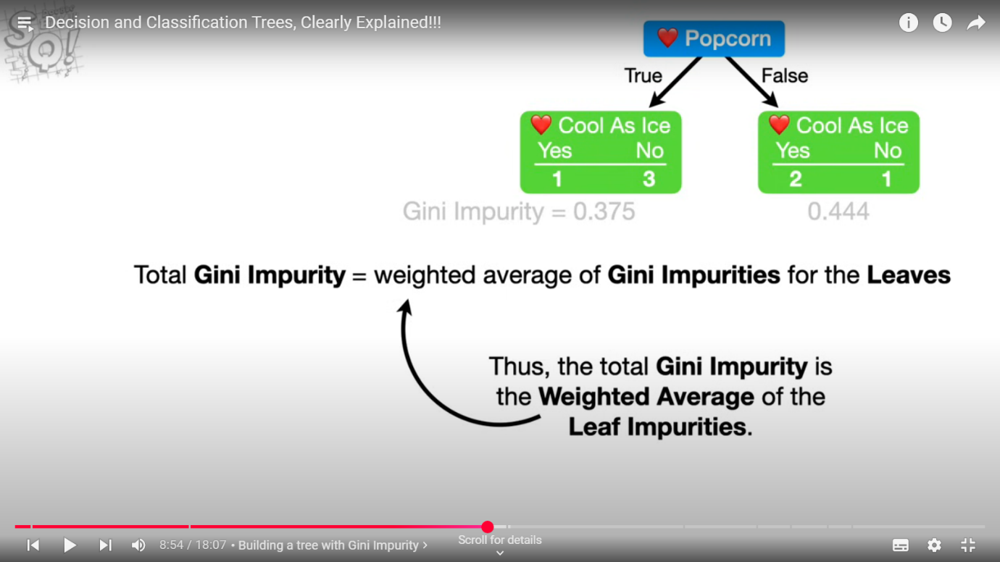 Decision and Classification Trees, Clearly Explained!!!
SQ!
❤️ Popcorn
True False
❤️ Cool As Ice ❤️ Cool As Ice
Yes No Yes No
1 3 2 1
Gini Impurity = 0.375 0.444
Total Gini Impurity = weighted average of Gini Impurities for the Leaves
Thus, the total Gini Impurity is
the Weighted Average of the
Leaf Impurities.
Scroll for details
8:54 / 18:07 • Building a tree with Gini Impurity >